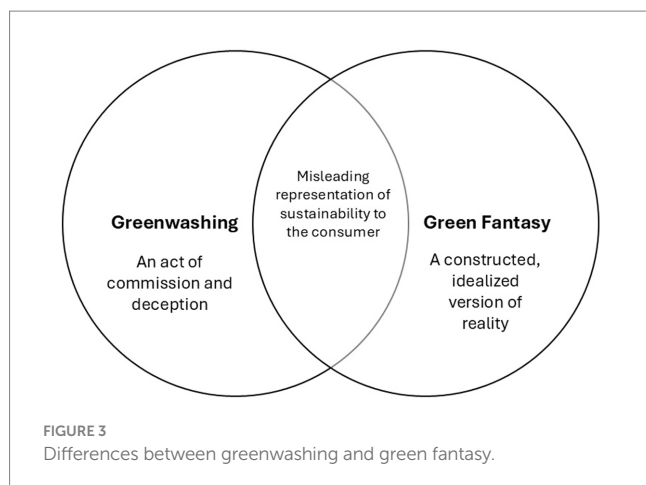 Misleading
representation of
sustainability to
the consumer
Greenwashing
An act of
commission and
deception
Green Fantasy
A constructed,
idealized
version of
reality
FIGURE 3
Differences between greenwashing and green fantasy.